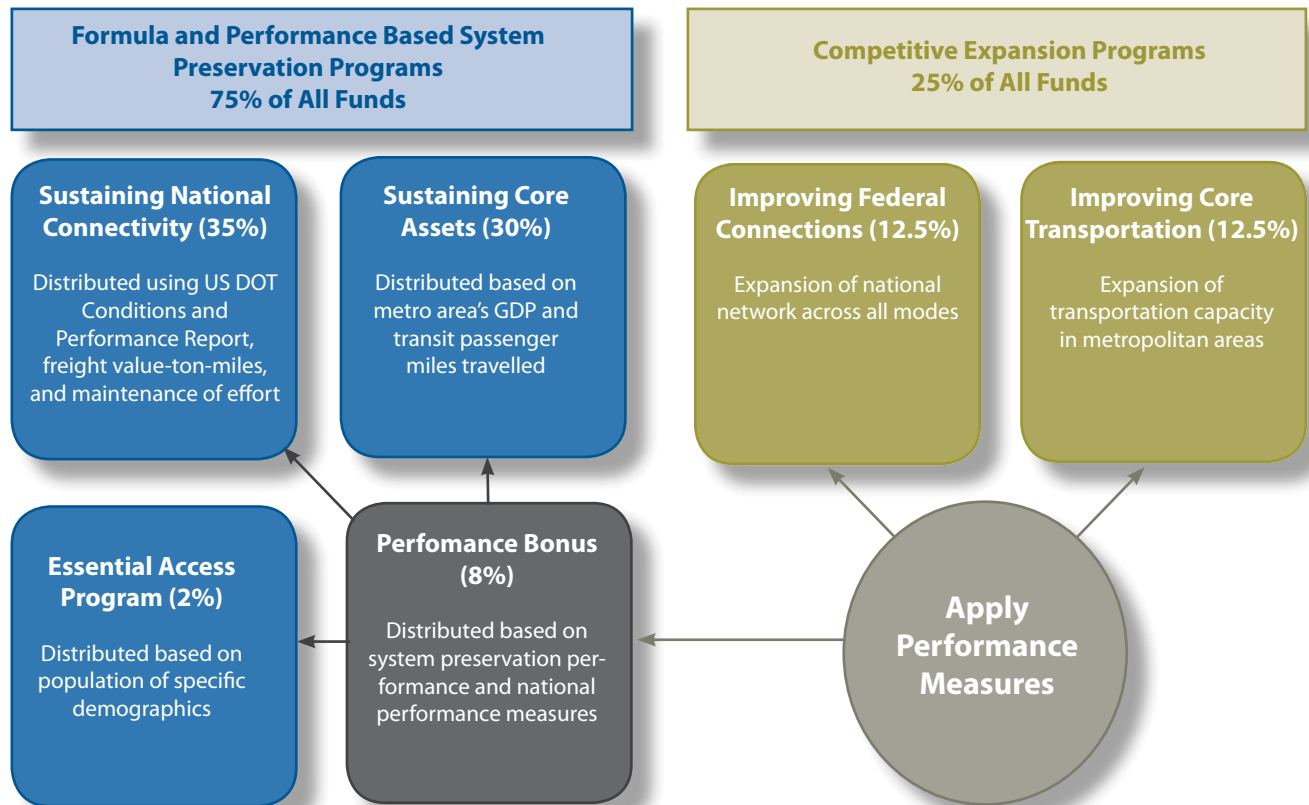 Formula and Performance Based System
Preservation Programs
75% of All Funds
Competitive Expansion Programs
25% of All Funds
Sustaining National
Connectivity (35%)
Distributed using US DOT
Conditions and
Performance Report,
freight value-ton-miles,
and maintenance of effort
Sustaining Core
Assets (30%)
Distributed based on
metro area's GDP and
transit passenger
miles travelled
Improving Federal
Connections (12.5%)
Expansion of national
network across all modes
Improving Core
Transportation (12.5%)
Expansion of
transportation capacity
in metropolitan areas
Essential Access
Program (2%)
Distributed based on
population of specific
demographics
Perfomance Bonus
(8%)
Distributed based on
system preservation per-
formance and national
performance measures
Apply
Performance
Measures